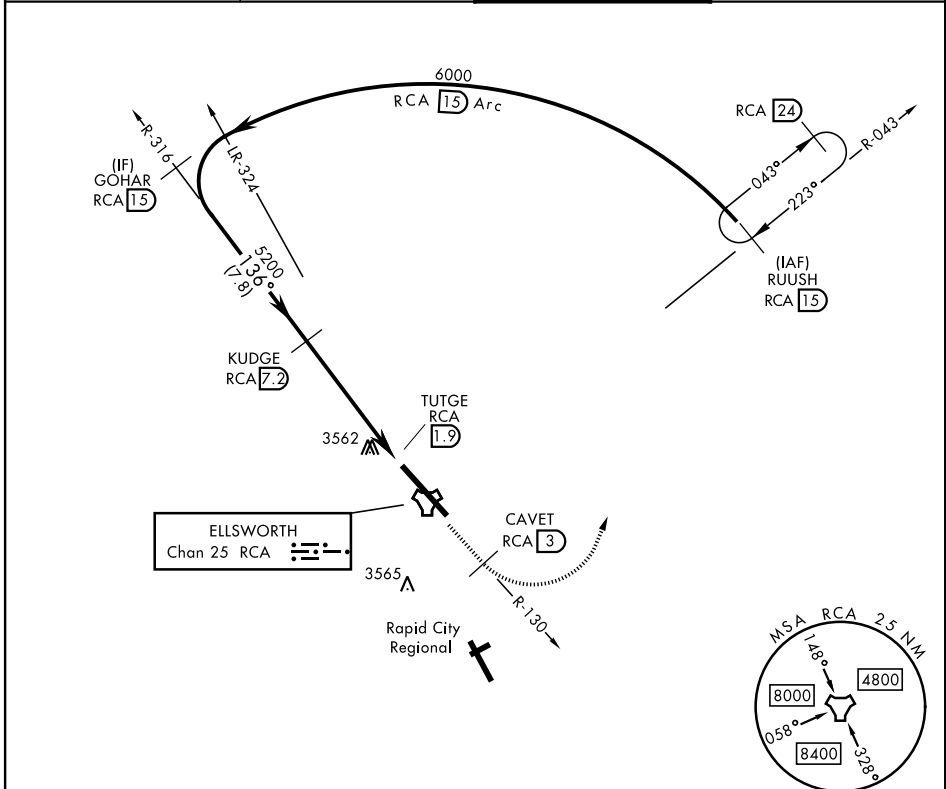 6000
RCA 15 Arc
RCA 24
R-043
043°
223°
(IAF)
RUUSH
RCA 15
R-316
LR-324
(IF)
GOHAR
RCA 15
5200
136°
(7.8)
KUDGE
RCA 7.2
TUTGE
RCA
1.9
3562
ELLSWORTH
Chan 25 RCA
CAVET
RCA 3
3565
R-130
Rapid City
Regional
MSA RCA 25 NM
148°
4800
8000
058°
8400
328°